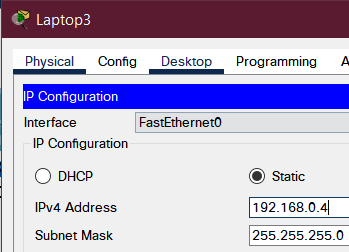 Laptop3
Physical Config Desktop Programming A
IP Configuration
Interface FastEthernet0
IP Configuration
DHCP Static
IPv4 Address 192.168.0.4
Subnet Mask 255.255.255.0